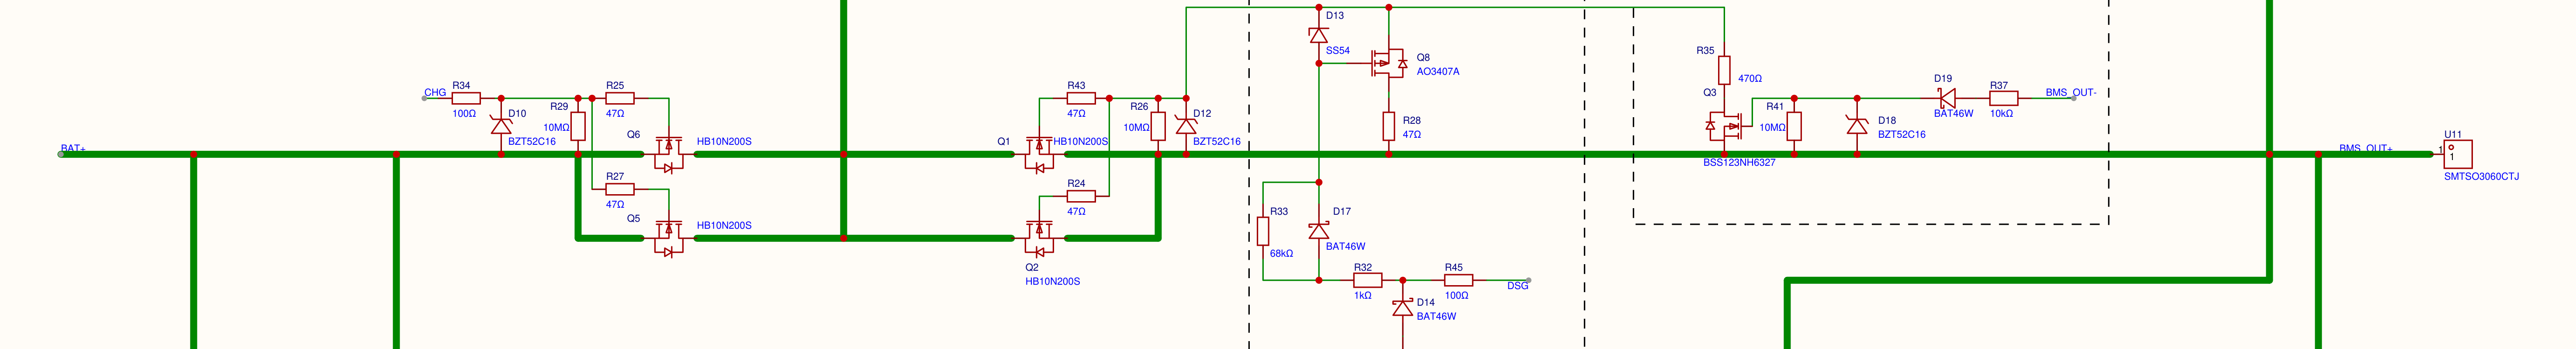 BAT+
CHG
R34
100Ω
D10
BZT52C16
R29
10MΩ
R25
47Ω
Q6
HB10N200S
R27
47Ω
Q5
HB10N200S
R43
47Ω
Q1
HB10N200S
R26
10MΩ
D12
BZT52C16
R24
47Ω
Q2
HB10N200S
D13
SS54
Q8
AO3407A
R28
47Ω
R33
68kΩ
D17
BAT46W
R32
1kΩ
R45
100Ω
DSG
D14
BAT46W
R35
470Ω
Q3
BSS123NH6327
R41
10MΩ
D18
BZT52C16
D19
BAT46W
R37
10kΩ
BMS_OUT-
BMS_OUT+
U11
1
1
SMTSO3060CTJ